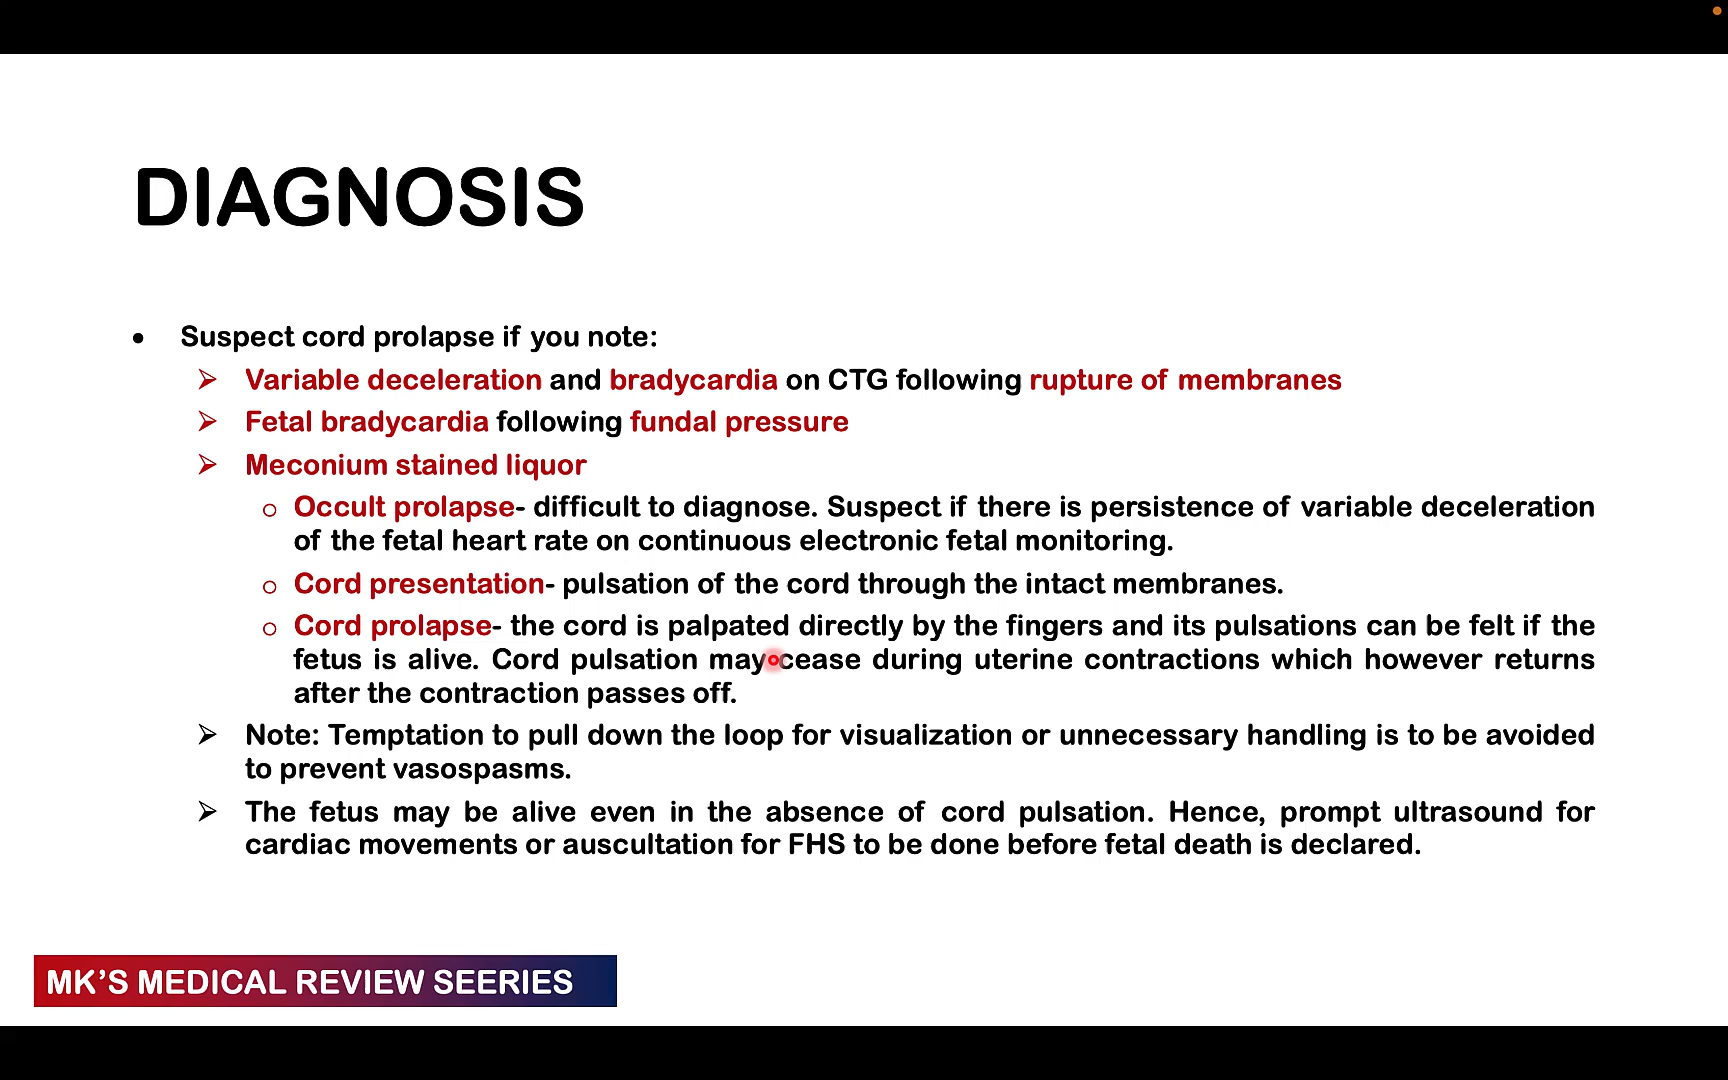 DIAGNOSIS
• Suspect cord prolapse if you note:
➢ Variable deceleration and bradycardia on CTG following rupture of membranes
➢ Fetal bradycardia following fundal pressure
➢ Meconium stained liquor
o Occult prolapse- difficult to diagnose. Suspect if there is persistence of variable deceleration
of the fetal heart rate on continuous electronic fetal monitoring.
o Cord presentation- pulsation of the cord through the intact membranes.
o Cord prolapse- the cord is palpated directly by the fingers and its pulsations can be felt if the
fetus is alive. Cord pulsation may cease during uterine contractions which however returns
after the contraction passes off.
➢ Note: Temptation to pull down the loop for visualization or unnecessary handling is to be avoided
to prevent vasospasms.
➢ The fetus may be alive even in the absence of cord pulsation. Hence, prompt ultrasound for
cardiac movements or auscultation for FHS to be done before fetal death is declared.
MK'S MEDICAL REVIEW SEERIES